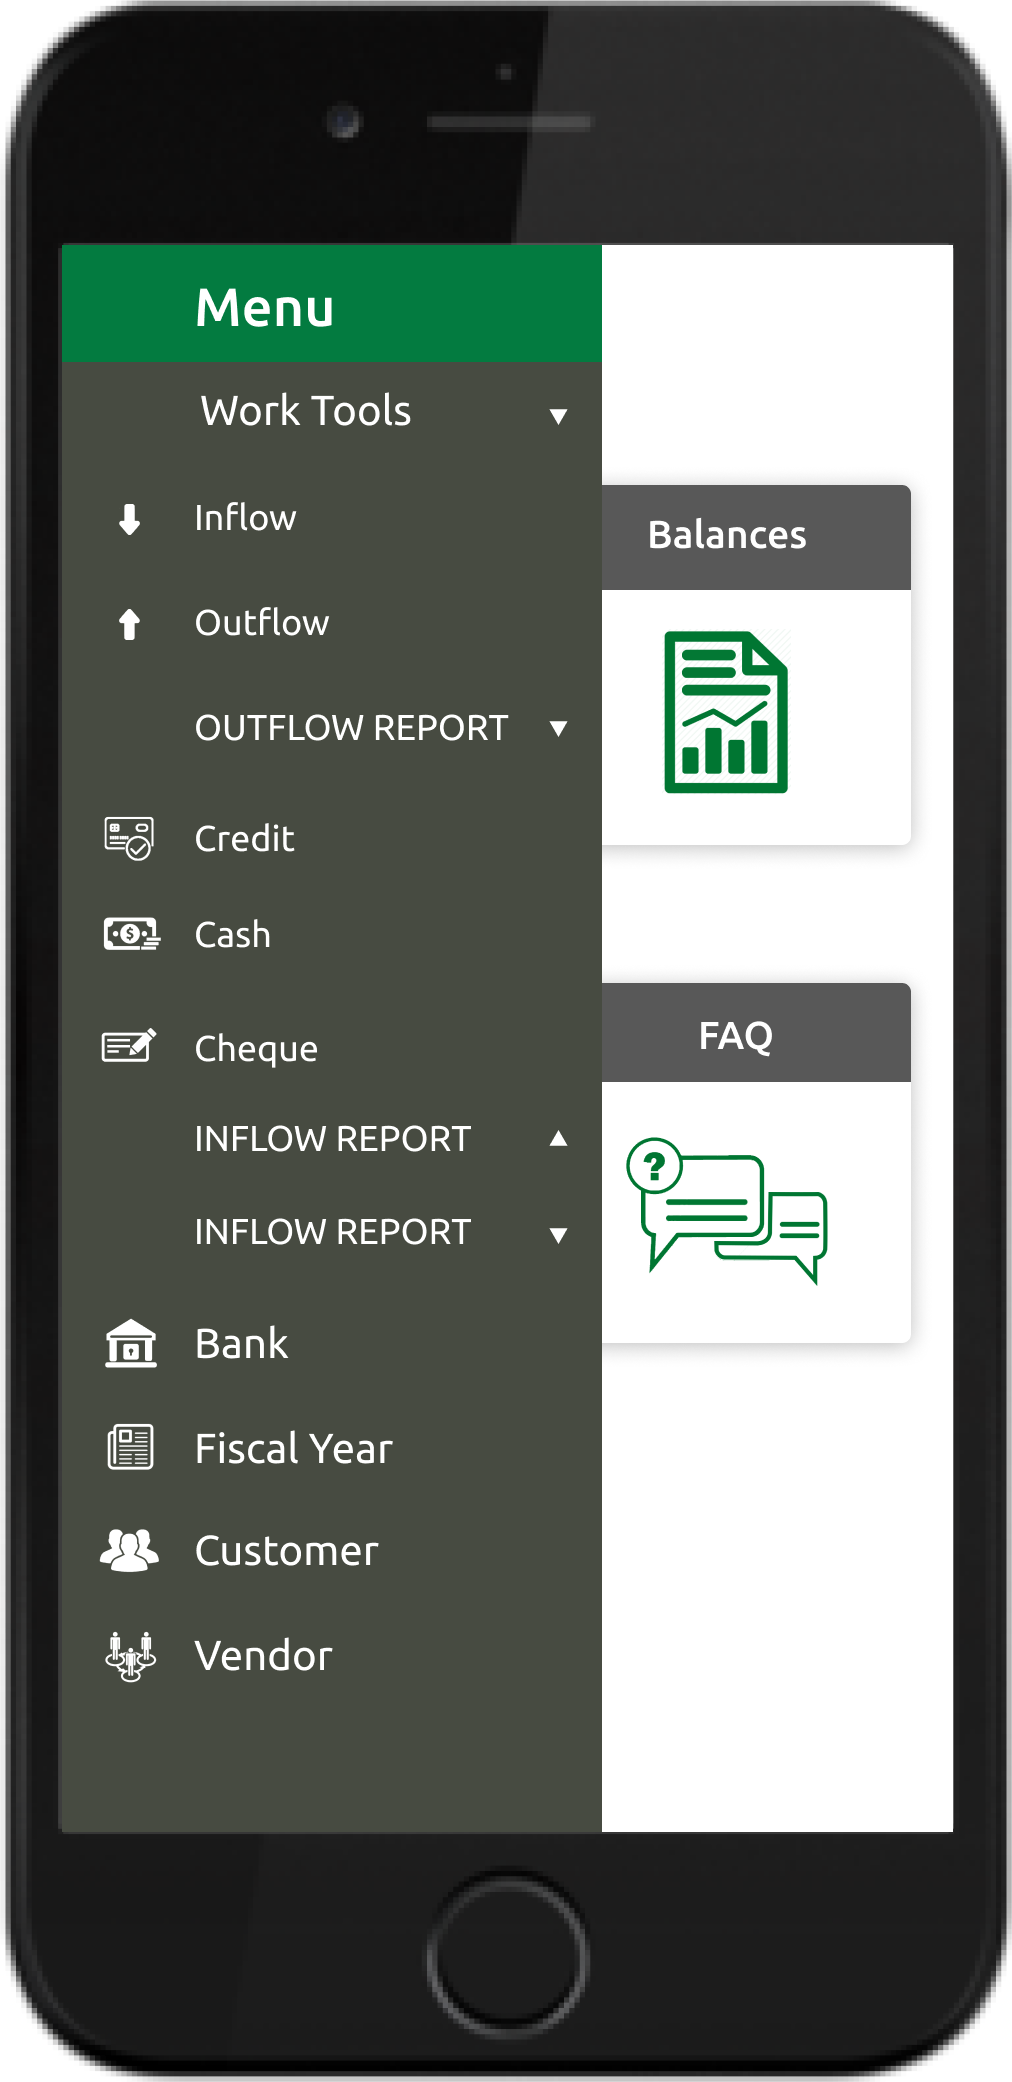 Menu
Work Tools
Inflow
Outflow
OUTFLOW REPORT
Credit
Cash
Cheque
INFLOW REPORT
INFLOW REPORT
Bank
Fiscal Year
Customer
Vendor
Balances
FAQ
?